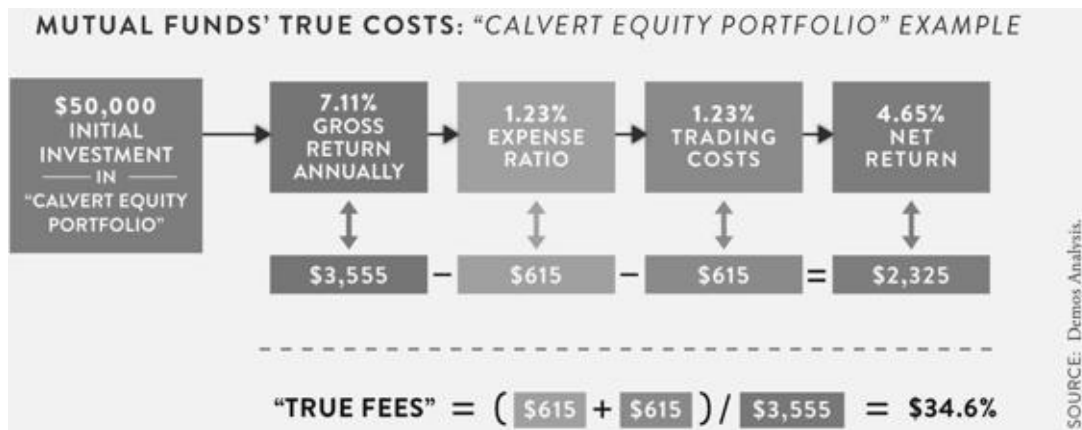 MUTUAL FUNDS' TRUE COSTS: "CALVERT EQUITY PORTFOLIO" EXAMPLE
$50,000
INITIAL
INVESTMENT
IN
"CALVERT EQUITY
PORTFOLIO"
7.11%
GROSS
RETURN
ANNUALLY
1.23%
EXPENSE
RATIO
1.23%
TRADING
COSTS
4.65%
NET
RETURN
$3,555 – $615 – $615 = $2,325
"TRUE FEES" = ( $615 + $615 ) / $3,555 = $34.6%
SOURCE: Demos Analysis.